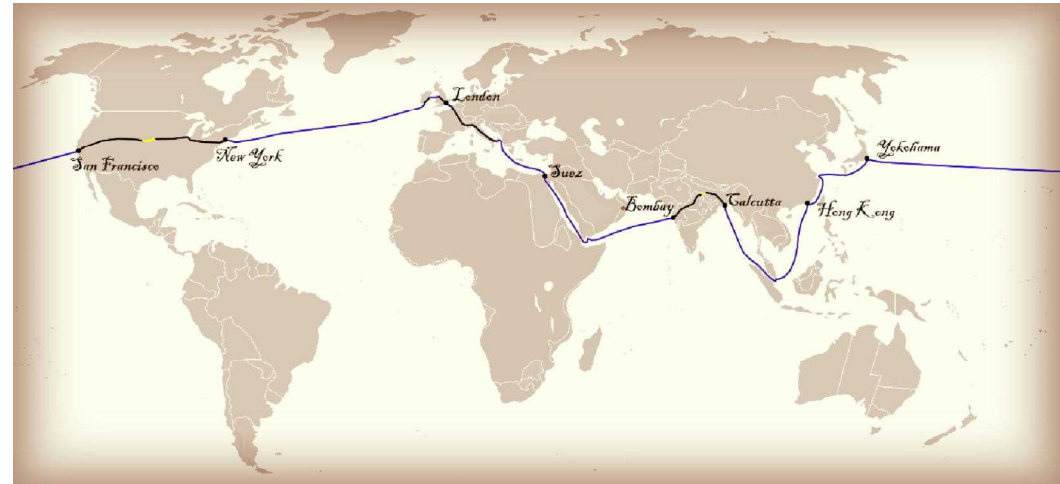 London
San Francisco
New York
Suez
Yokohama
Bombay
Calcutta
Hong Kong